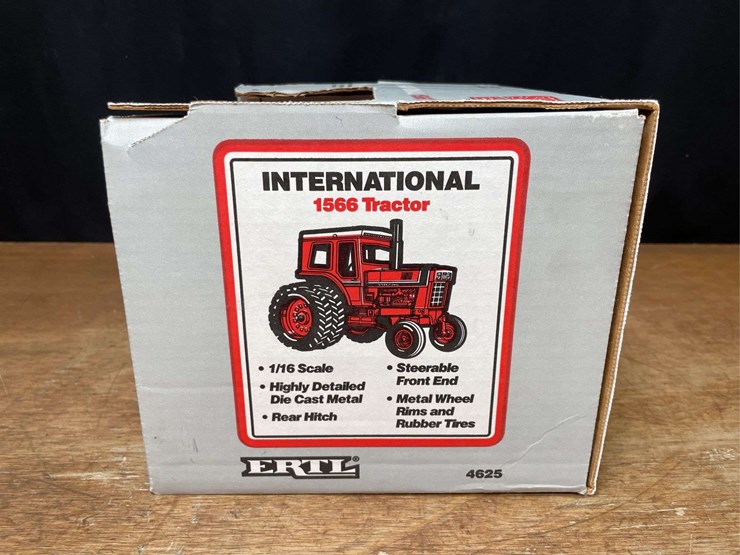 INTERNATIONAL
1566 Tractor
• 1/16 Scale
• Highly Detailed
Die Cast Metal
• Rear Hitch
• Steerable
Front End
• Metal Wheel
Rims and
Rubber Tires
ERTL®
4625